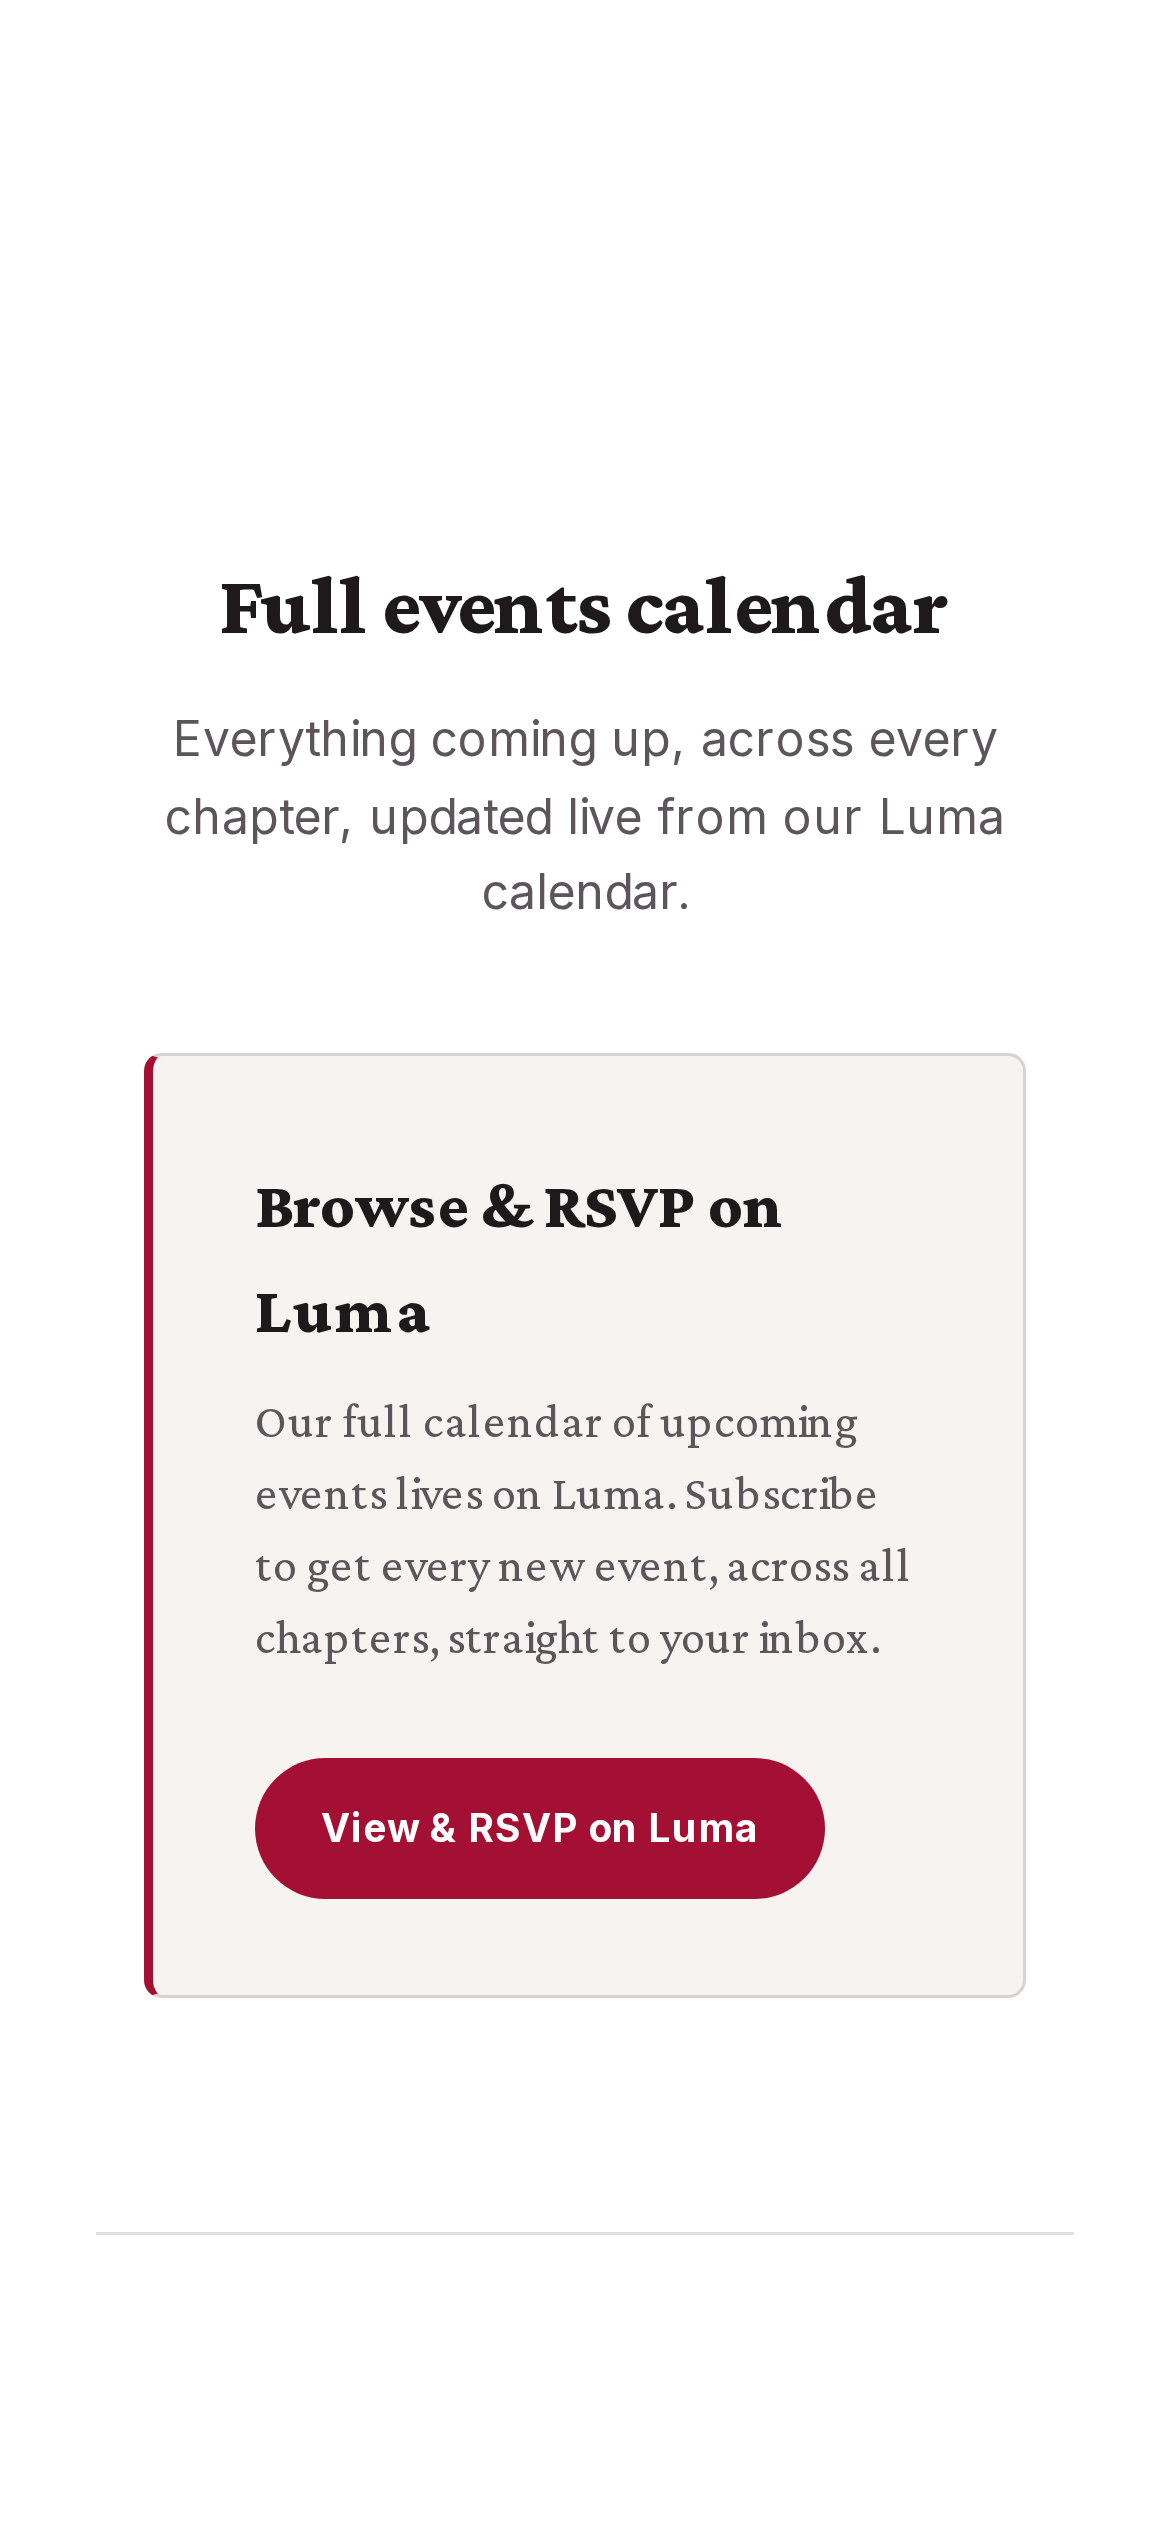 Full events calendar
Everything coming up, across every
chapter, updated live from our Luma
calendar.
Browse & RSVP on
Luma
Our full calendar of upcoming
events lives on Luma. Subscribe
to get every new event, across all
chapters, straight to your inbox.
View & RSVP on Luma